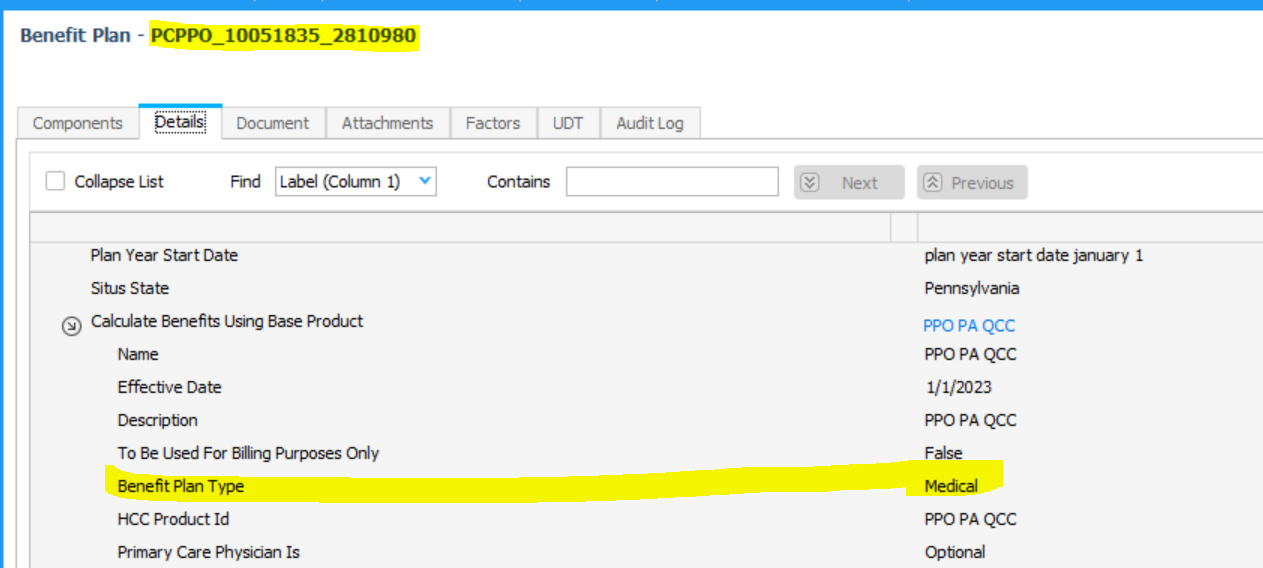 Benefit Plan - PCPPO_10051835_2810980
Components Details Document Attachments Factors UDT Audit Log
Collapse List Find Label (Column 1) Contains Next Previous
Plan Year Start Date plan year start date january 1
Situs State Pennsylvania
Calculate Benefits Using Base Product PPO PA QCC
Name PPO PA QCC
Effective Date 1/1/2023
Description PPO PA QCC
To Be Used For Billing Purposes Only False
Benefit Plan Type Medical
HCC Product Id PPO PA QCC
Primary Care Physician Is Optional